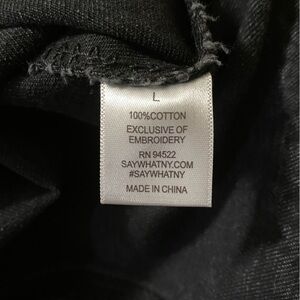 L
100%COTTON
EXCLUSIVE OF
EMBROIDERY
RN 94522
SAYWHATNY.COM
#SAYWHATNY
MADE IN CHINA